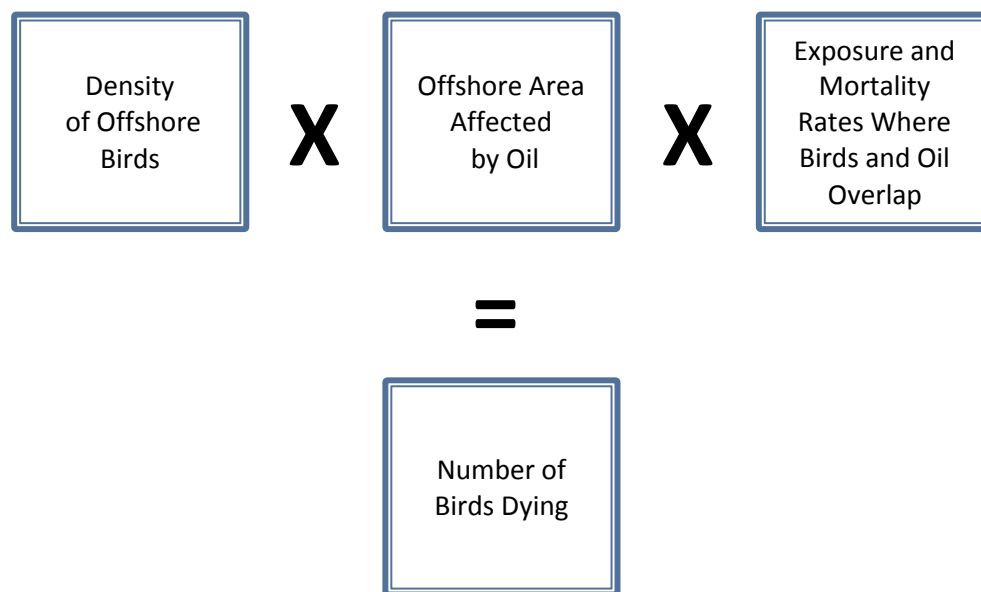 Density
of Offshore
Birds
X
Offshore Area
Affected
by Oil
X
Exposure and
Mortality
Rates Where
Birds and Oil
Overlap
=
Number of
Birds Dying